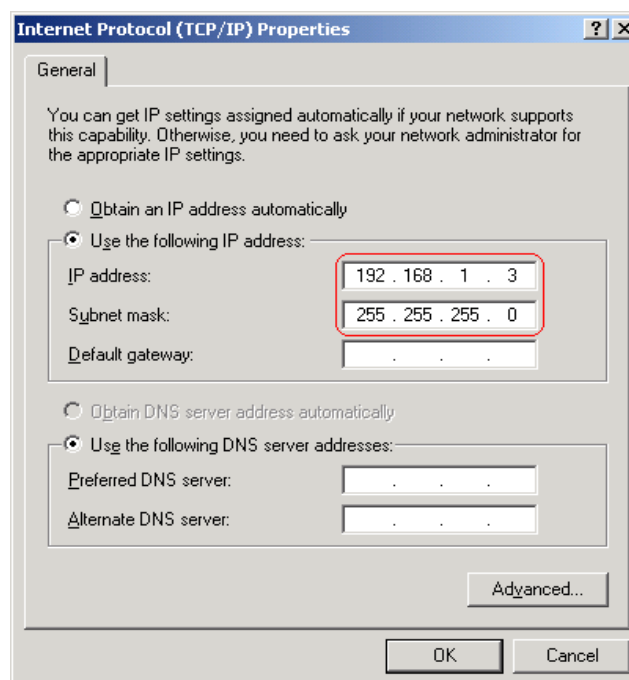 Internet Protocol (TCP/IP) Properties
General
You can get IP settings assigned automatically if your network supports
this capability. Otherwise, you need to ask your network administrator for
the appropriate IP settings.
Obtain an IP address automatically
Use the following IP address:
IP address: 192 . 168 . 1 . 3
Subnet mask: 255 . 255 . 255 . 0
Default gateway: . . .
Obtain DNS server address automatically
Use the following DNS server addresses:
Preferred DNS server: . . .
Alternate DNS server: . . .
Advanced...
OK Cancel